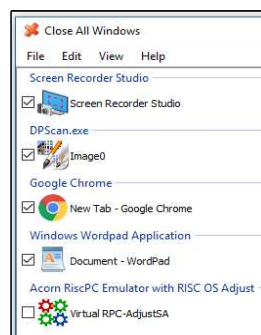 Close All Windows
File Edit View Help
Screen Recorder Studio
Screen Recorder Studio
DPScan.exe
Image0
Google Chrome
New Tab - Google Chrome
Windows Wordpad Application
Document - WordPad
Acorn RiscPC Emulator with RISC OS Adjust
Virtual RPC-AdjustSA